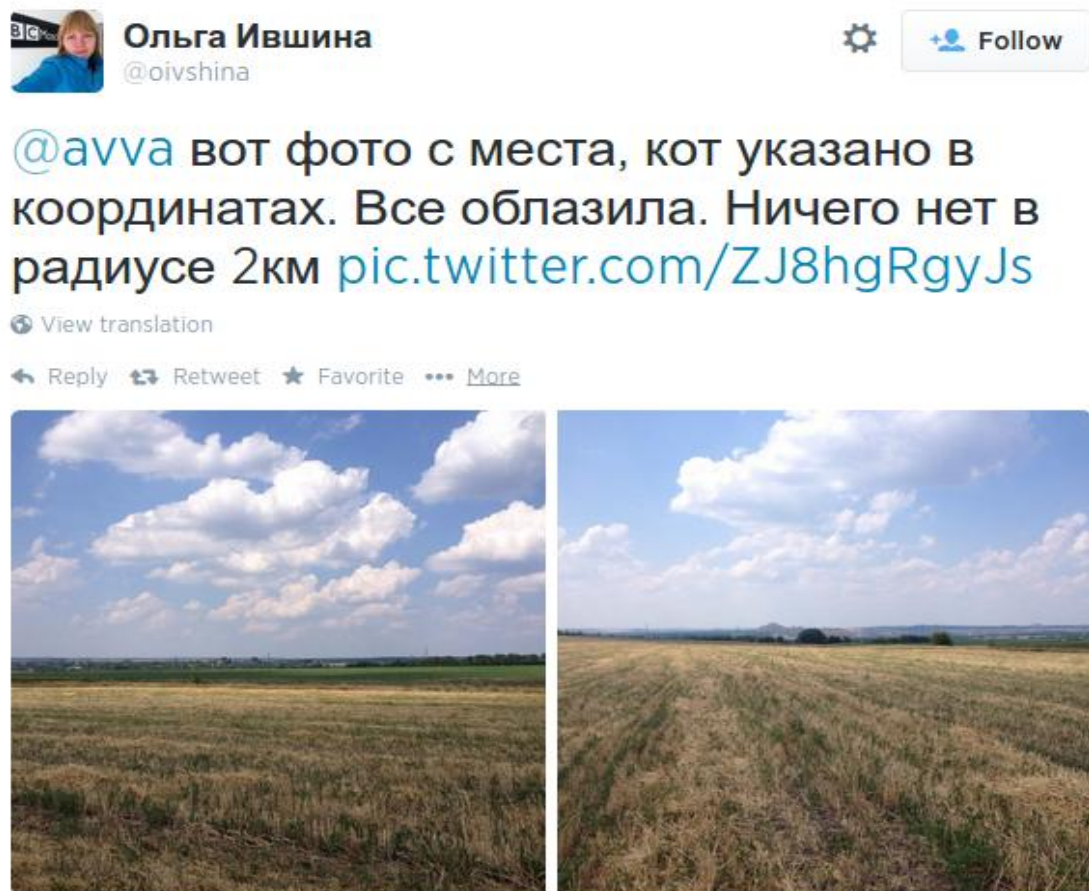 Ольга Ившина
@oivshina
Follow
@avva вот фото с места, кот указано в
координатах. Все облазила. Ничего нет в
радиусе 2км pic.twitter.com/ZJ8hgRgyJs
View translation
Reply Retweet Favorite ••• More